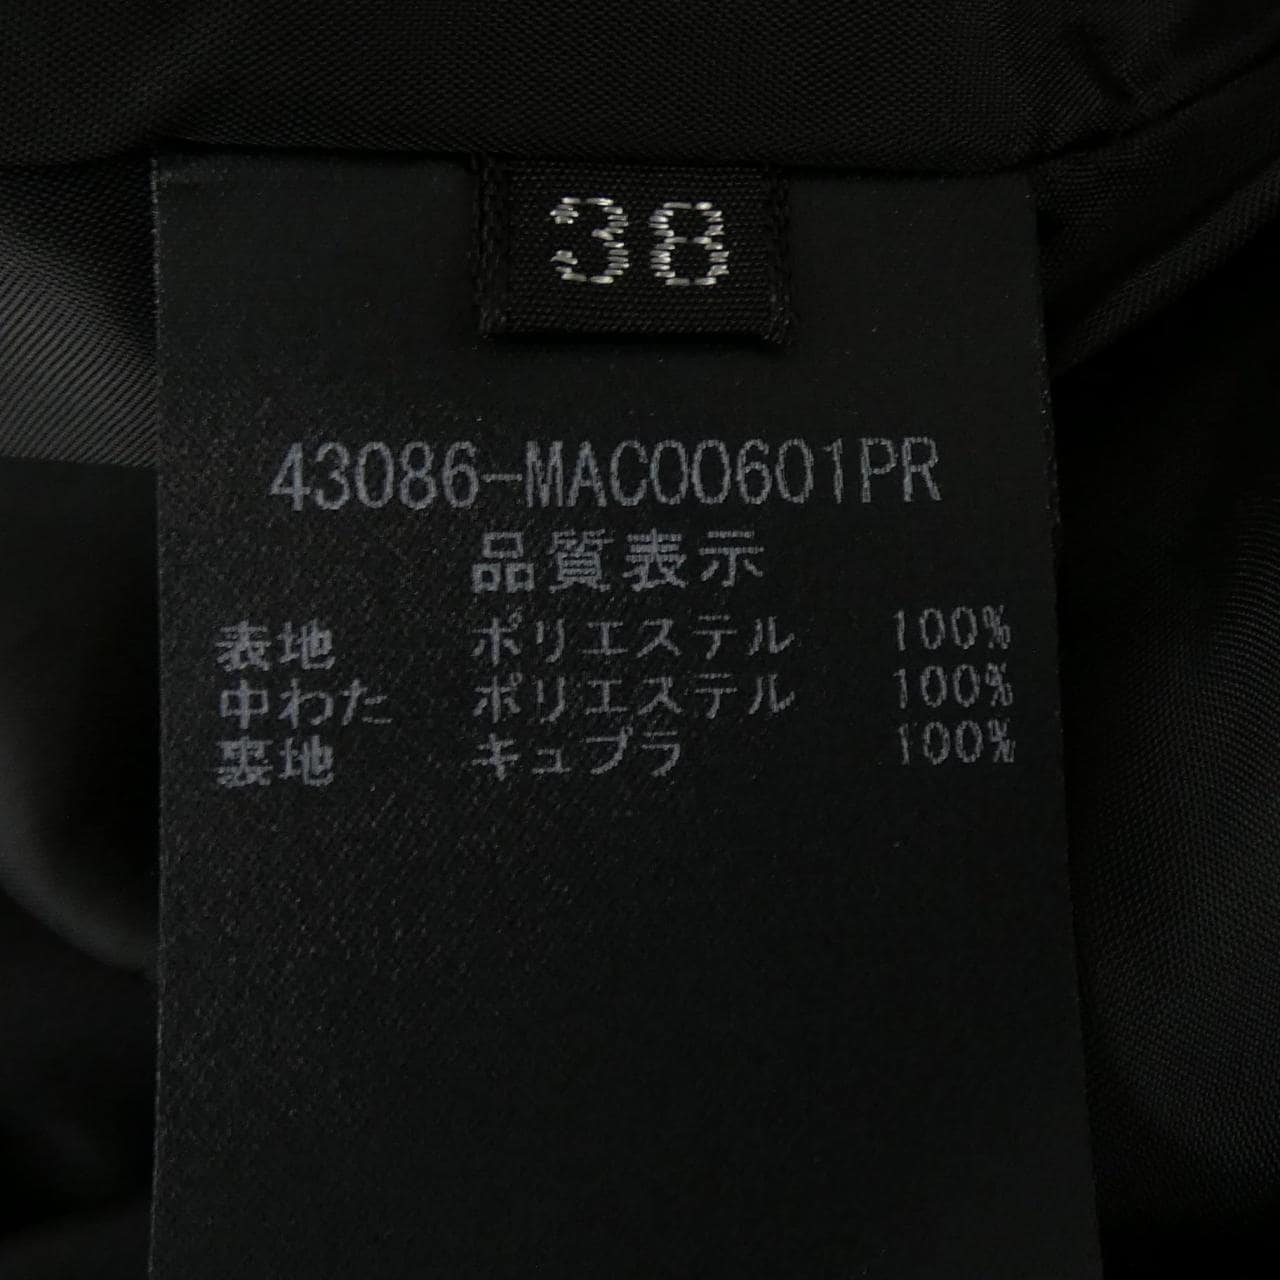 38
43086-MAC00601PR
品質表示
表地 ポリエステル 100%
中わた ポリエステル 100%
裏地 キュプラ 100%